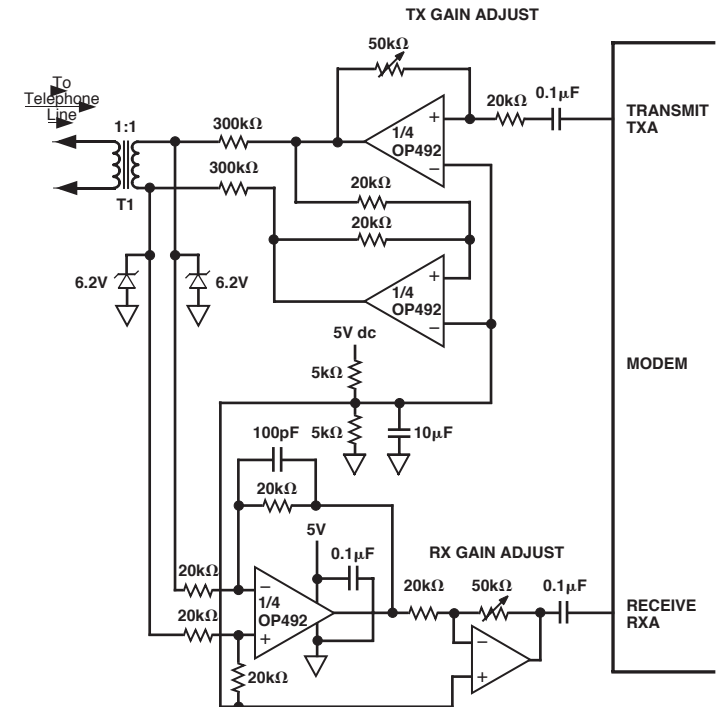 TX GAIN ADJUST
50kΩ
To
Telephone
Line
1:1
300kΩ
1/4
OP492
+
−
20kΩ
0.1µF
TRANSMIT
TXA
300kΩ
T1
20kΩ
20kΩ
6.2V
6.2V
1/4
OP492
+
−
5V dc
5kΩ
MODEM
5kΩ
10µF
100pF
20kΩ
5V
0.1µF
RX GAIN ADJUST
20kΩ
20kΩ
−
1/4
OP492
+
20kΩ
50kΩ
0.1µF
RECEIVE
RXA
20kΩ
−
+